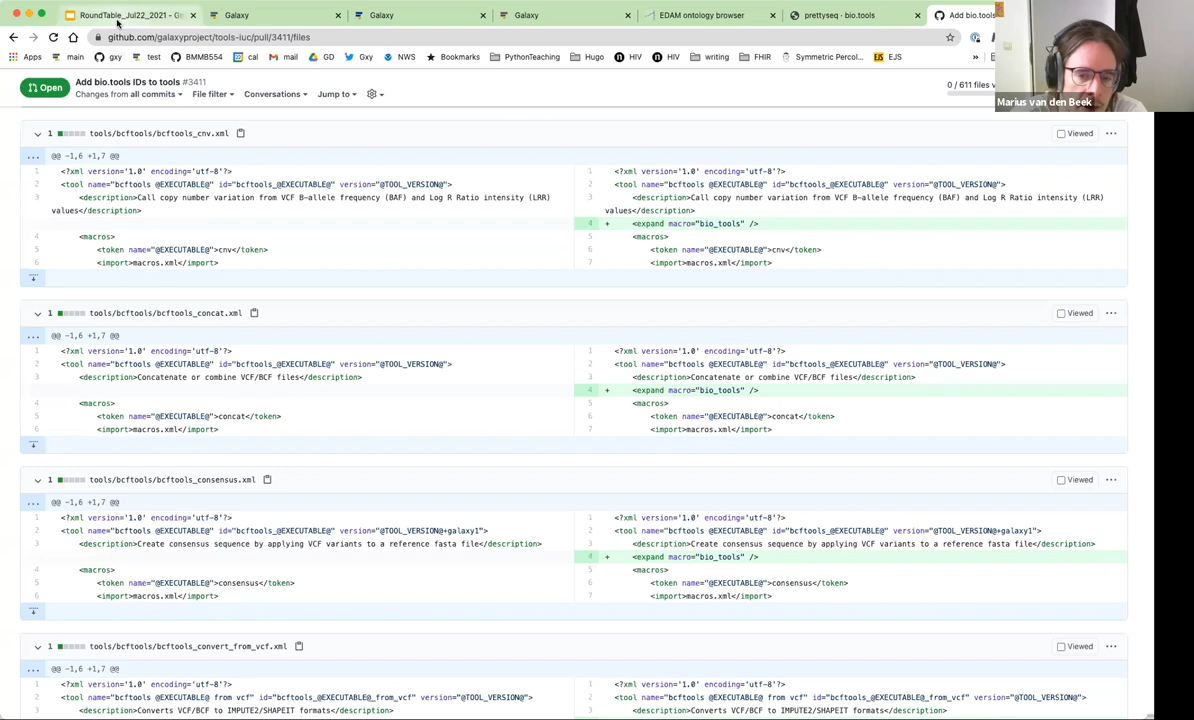 RoundTable_Jul22_2021 - G
Galaxy
Galaxy
Galaxy
EDAM ontology browser
prettyseq · bio.tools
Add bio.tools
github.com/galaxyproject/tools-iuc/pull/3411/files
Apps
main
gxy
test
BMMB554
cal
mail
GD
Gxy
NWS
Bookmarks
PythonTeaching
Hugo
HIV
HIV
writing
FHIR
Symmetric Percol...
EJS
»
Open
Add bio.tools IDs to tools #3411
Changes from all commits
File filter
Conversations
Jump to
0 / 611 files v
Marius van den Beek
1 tools/bcftools/bcftools_cnv.xml
Viewed
... @@ -1,6 +1,7 @@
1 <?xml version='1.0' encoding='utf-8'?>
2 <tool name="bcftools @EXECUTABLE@" id="bcftools_@EXECUTABLE@" version="@TOOL_VERSION@">
3 <description>Call copy number variation from VCF B-allele frequency (BAF) and Log R Ratio intensity (LRR)
values</description>
4 <macros>
5 <token name="@EXECUTABLE@">cnv</token>
6 <import>macros.xml</import>
1 <?xml version='1.0' encoding='utf-8'?>
2 <tool name="bcftools @EXECUTABLE@" id="bcftools_@EXECUTABLE@" version="@TOOL_VERSION@">
3 <description>Call copy number variation from VCF B-allele frequency (BAF) and Log R Ratio intensity (LRR)
values</description>
4 + <expand macro="bio_tools" />
5 <macros>
6 <token name="@EXECUTABLE@">cnv</token>
7 <import>macros.xml</import>
1 tools/bcftools/bcftools_concat.xml
Viewed
... @@ -1,6 +1,7 @@
1 <?xml version='1.0' encoding='utf-8'?>
2 <tool name="bcftools @EXECUTABLE@" id="bcftools_@EXECUTABLE@" version="@TOOL_VERSION@">
3 <description>Concatenate or combine VCF/BCF files</description>
4 <macros>
5 <token name="@EXECUTABLE@">concat</token>
6 <import>macros.xml</import>
1 <?xml version='1.0' encoding='utf-8'?>
2 <tool name="bcftools @EXECUTABLE@" id="bcftools_@EXECUTABLE@" version="@TOOL_VERSION@">
3 <description>Concatenate or combine VCF/BCF files</description>
4 + <expand macro="bio_tools" />
5 <macros>
6 <token name="@EXECUTABLE@">concat</token>
7 <import>macros.xml</import>
1 tools/bcftools/bcftools_consensus.xml
Viewed
... @@ -1,6 +1,7 @@
1 <?xml version='1.0' encoding='utf-8'?>
2 <tool name="bcftools @EXECUTABLE@" id="bcftools_@EXECUTABLE@" version="@TOOL_VERSION@+galaxy1">
3 <description>Create consensus sequence by applying VCF variants to a reference fasta file</description>
4 <macros>
5 <token name="@EXECUTABLE@">consensus</token>
6 <import>macros.xml</import>
1 <?xml version='1.0' encoding='utf-8'?>
2 <tool name="bcftools @EXECUTABLE@" id="bcftools_@EXECUTABLE@" version="@TOOL_VERSION@+galaxy1">
3 <description>Create consensus sequence by applying VCF variants to a reference fasta file</description>
4 + <expand macro="bio_tools" />
5 <macros>
6 <token name="@EXECUTABLE@">consensus</token>
7 <import>macros.xml</import>
1 tools/bcftools/bcftools_convert_from_vcf.xml
Viewed
... @@ -1,6 +1,7 @@
1 <?xml version='1.0' encoding='utf-8'?>
2 <tool name="bcftools @EXECUTABLE@ from vcf" id="bcftools_@EXECUTABLE@_from_vcf" version="@TOOL_VERSION@">
3 <description>Converts VCF/BCF to IMPUTE2/SHAPEIT formats</description>
1 <?xml version='1.0' encoding='utf-8'?>
2 <tool name="bcftools @EXECUTABLE@ from vcf" id="bcftools_@EXECUTABLE@_from_vcf" version="@TOOL_VERSION@">
3 <description>Converts VCF/BCF to IMPUTE2/SHAPEIT formats</description>